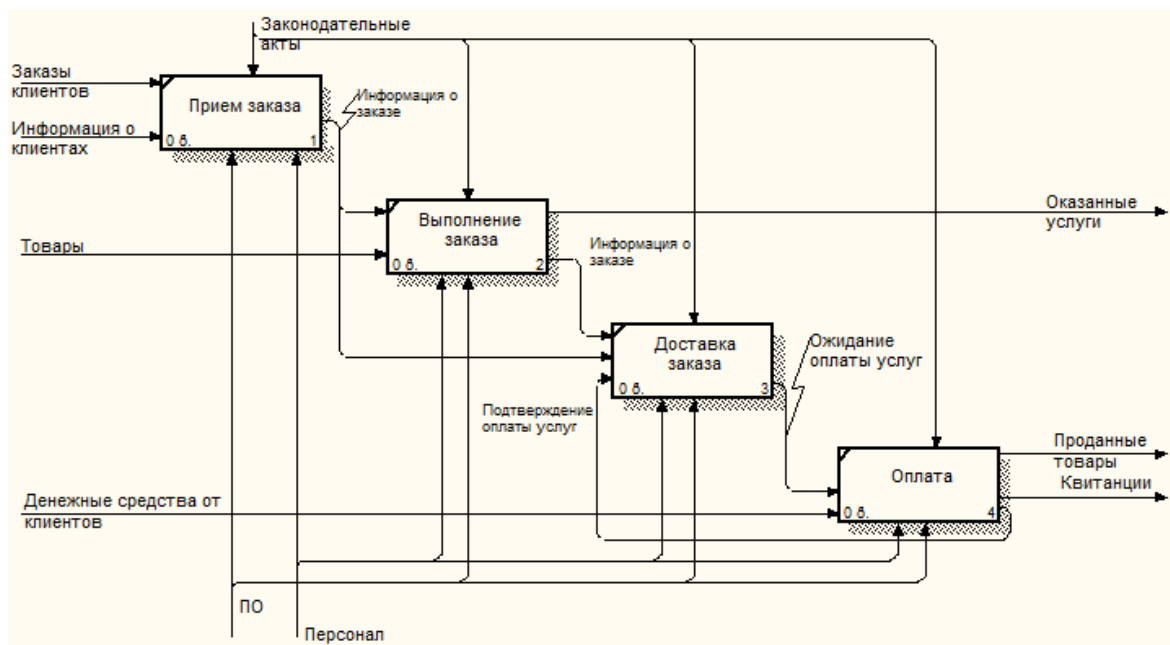 Законодательные
акты
Заказы
клиентов
Прием заказа
Информация о
заказе
Информация о
клиентах
0 в. 1
Выполнение
заказа
Оказанные
услуги
Товары
0 в. 2
Информация о
заказе
Доставка
заказа
Ожидание
оплаты услуг
0 в. 3
Подтверждение
оплаты услуг
Проданные
товары
Оплата
Квитанции
Денежные средства от
клиентов
0 в. 4
ПО
Персонал